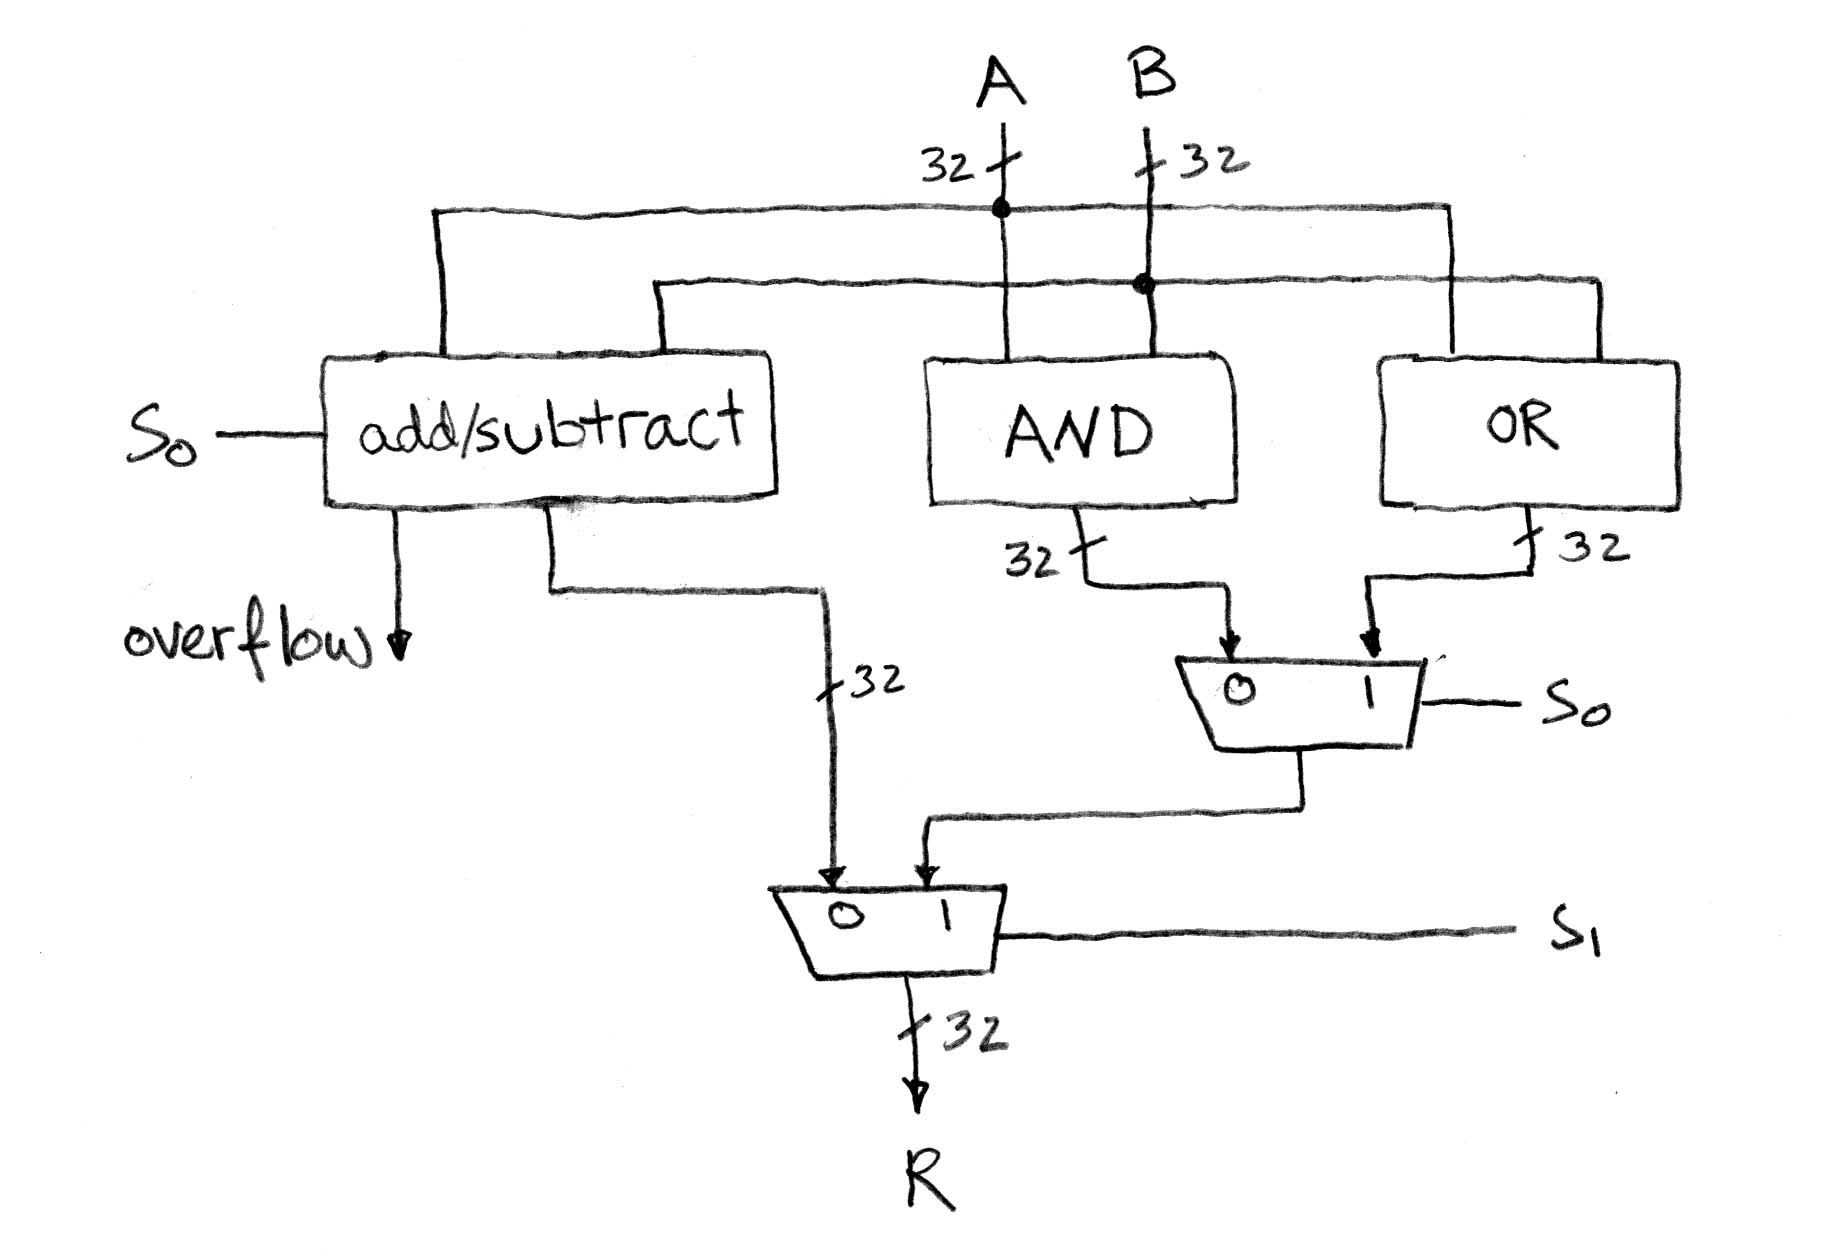 A B
32 32
S0 add/subtract AND OR
32 32
overflow
32
0 1 S0
0 1 S1
32
R